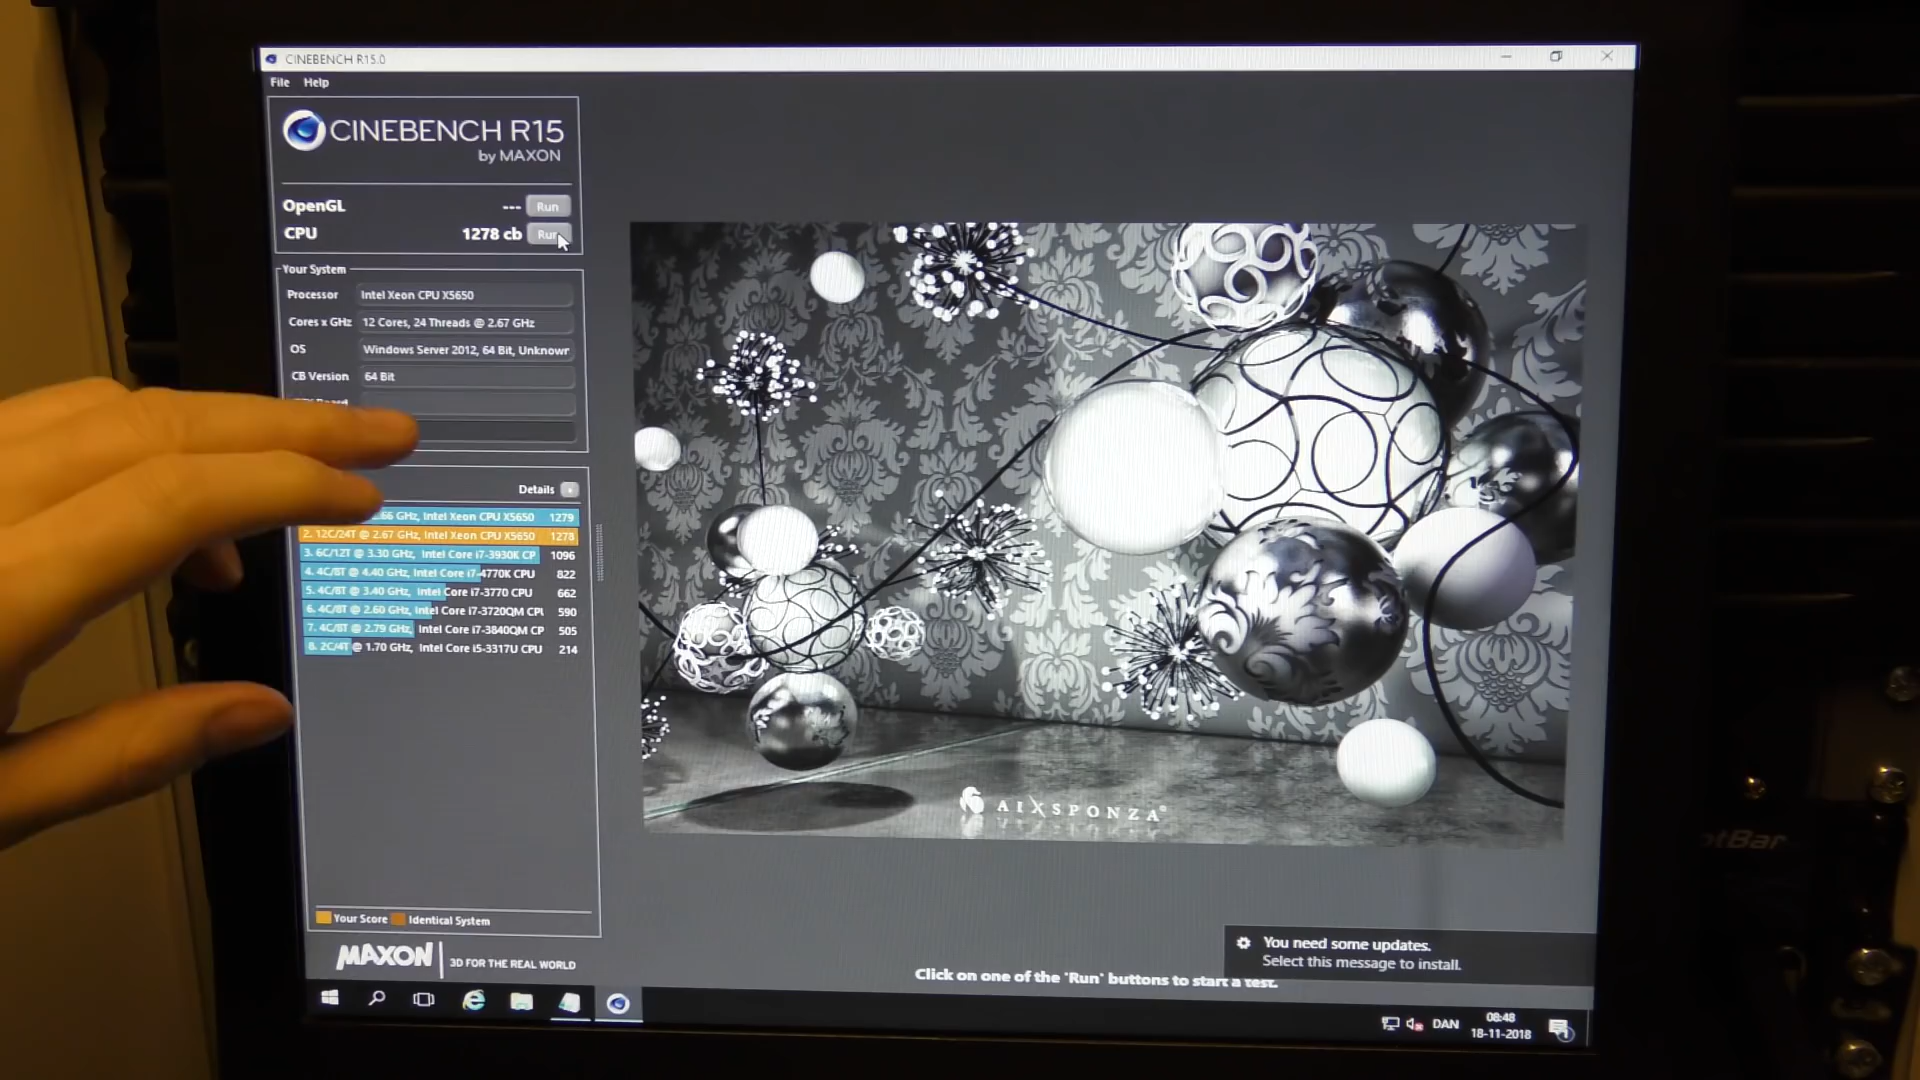 CINEBENCH R15.0
File Help
CINEBENCH R15
by MAXON
OpenGL --- Run
CPU 1278 cb Run
Your System
Processor Intel Xeon CPU X5650
Cores x GHz 12 Cores, 24 Threads @ 2.67 GHz
OS Windows Server 2012, 64 Bit, Unknown
CB Version 64 Bit
Details
GHz, Intel Xeon CPU X5650 1279
2. 12C/24T @ 2.67 GHz, Intel Xeon CPU X5650 1278
3. 6C/12T @ 3.30 GHz, Intel Core i7-3930K CP 1096
4. 4C/8T @ 4.40 GHz, Intel Core i7-4770K CPU 822
5. 4C/8T @ 3.40 GHz, Intel Core i7-3770 CPU 662
6. 4C/8T @ 2.60 GHz, Intel Core i7-3720QM CPU 590
7. 4C/8T @ 2.79 GHz, Intel Core i7-3840QM CP 505
8. 2C/4T @ 1.70 GHz, Intel Core i5-3317U CPU 214
Your Score Identical System
MAXON 3D FOR THE REAL WORLD
AIXSPONZA
You need some updates.
Select this message to install.
Click on one of the 'Run' buttons to start a test.
DAN
08:48
18-11-2018